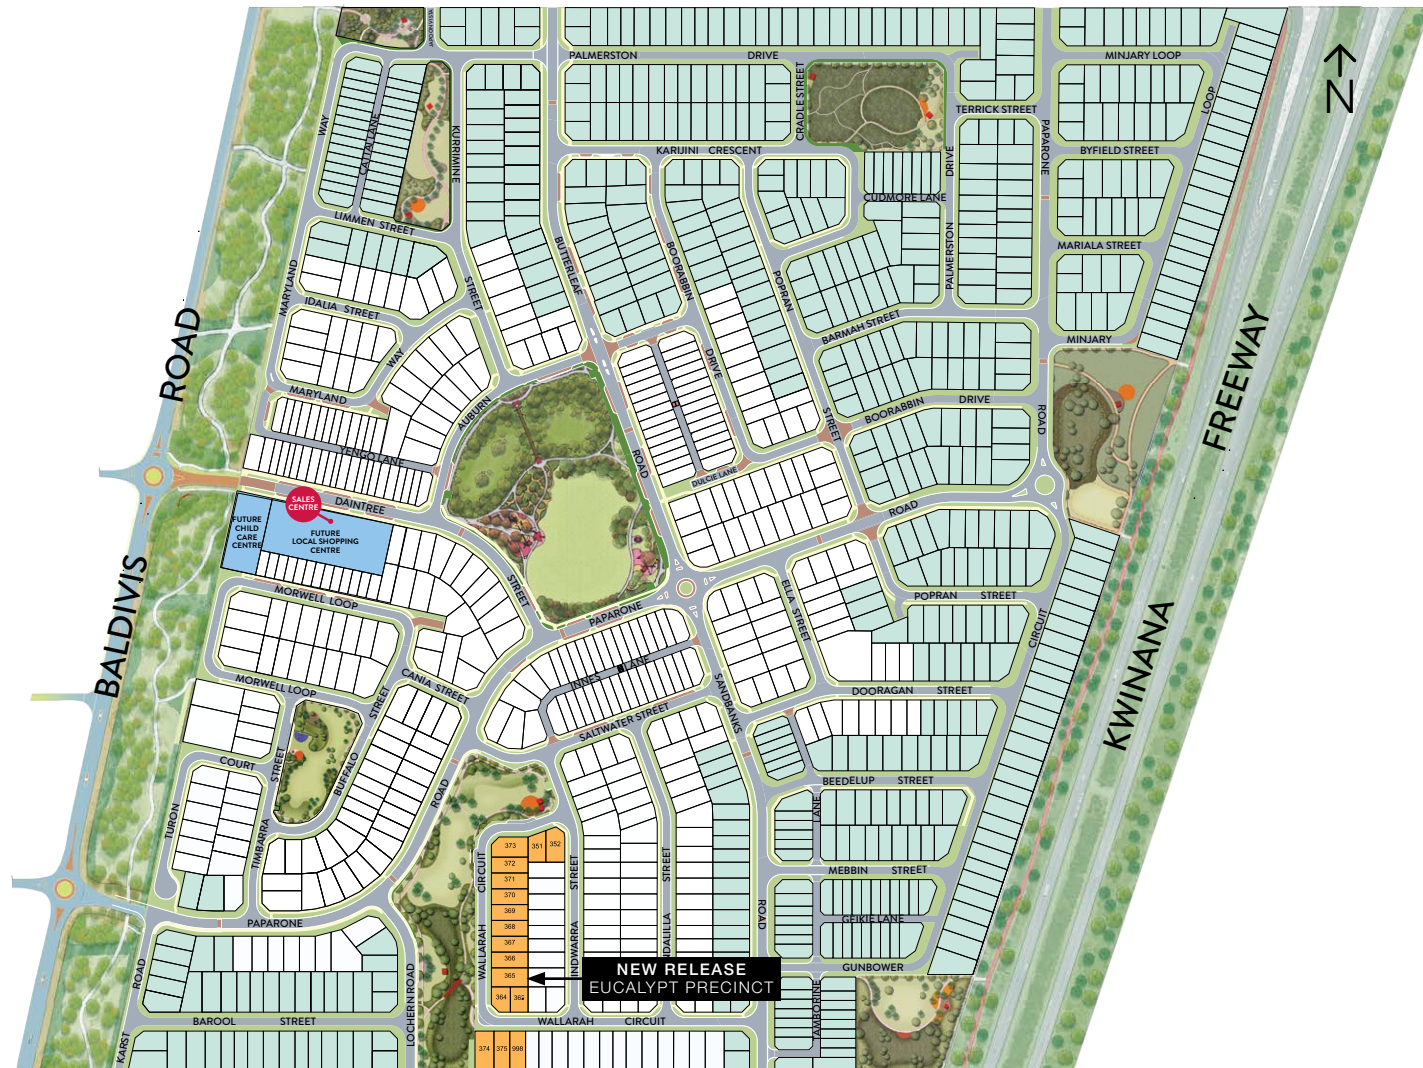 JARDON VISTA
PALMERSTON DRIVE
MINJARY LOOP
N
WAY
CATTAI LANE
KURRIMINE
CRADLE STREET
TERRICK STREET
LOOP
PAPARONE
KARIJINI CRESCENT
DRIVE
BYFIELD STREET
CUDMORE LANE
LIMMEN STREET
MARIALA STREET
MARYLAND
STREET
BUTTERLEAF
BOORABBIN
POPRAN
PALMERSTON
IDALIA STREET
BARMAH STREET
MINJARY
ROAD
WAY
DRIVE
FREEWAY
MARYLAND
AUBURN
STREET
BOORABBIN DRIVE
ROAD
YENGO LANE
ROAD
DULCIE LANE
SALES
CENTRE
DAINTREE
ROAD
FUTURE
CHILD
CARE
CENTRE
FUTURE
LOCAL SHOPPING
CENTRE
BALDIVIS
MORWELL LOOP
STREET
PAPARONE
ELLA STREET
POPRAN STREET
CIRCUIT
KWINANA
INNES LANE
MORWELL LOOP
CANIA STREET
STREET
SANDBANKS
DOORAGAN STREET
SALTWATER STREET
COURT
STREET
BUFFALO
ROAD
BEEDELUP STREET
TURON
TIMBARRA
LANE
373
351
352
372
371
370
369
368
367
366
365
364
CIRCUIT
WALLARAH
STREET
INDWARRA
STREET
NDALILLA
MEBBIN STREET
ROAD
GEIKIE LANE
PAPARONE
GUNBOWER
NEW RELEASE
EUCALYPT PRECINCT
ROAD
LOCHERN ROAD
TAMBORINE
BAROOL STREET
WALLARAH CIRCUIT
KARST
374
375
998